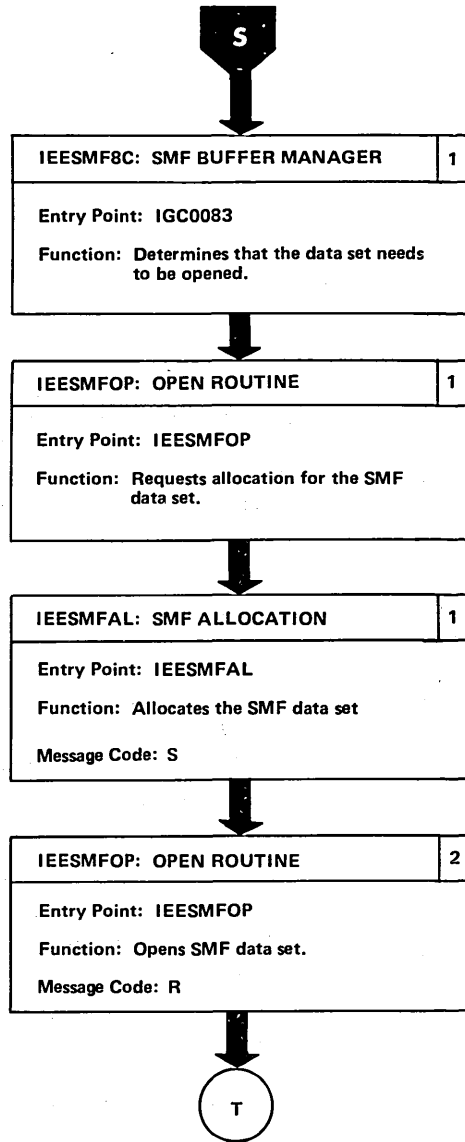 S
IEESMF8C: SMF BUFFER MANAGER 1
Entry Point: IGC0083
Function: Determines that the data set needs
to be opened.
IEESMFOP: OPEN ROUTINE 1
Entry Point: IEESMFOP
Function: Requests allocation for the SMF
data set.
IEESMFAL: SMF ALLOCATION 1
Entry Point: IEESMFAL
Function: Allocates the SMF data set
Message Code: S
IEESMFOP: OPEN ROUTINE 2
Entry Point: IEESMFOP
Function: Opens SMF data set.
Message Code: R
T